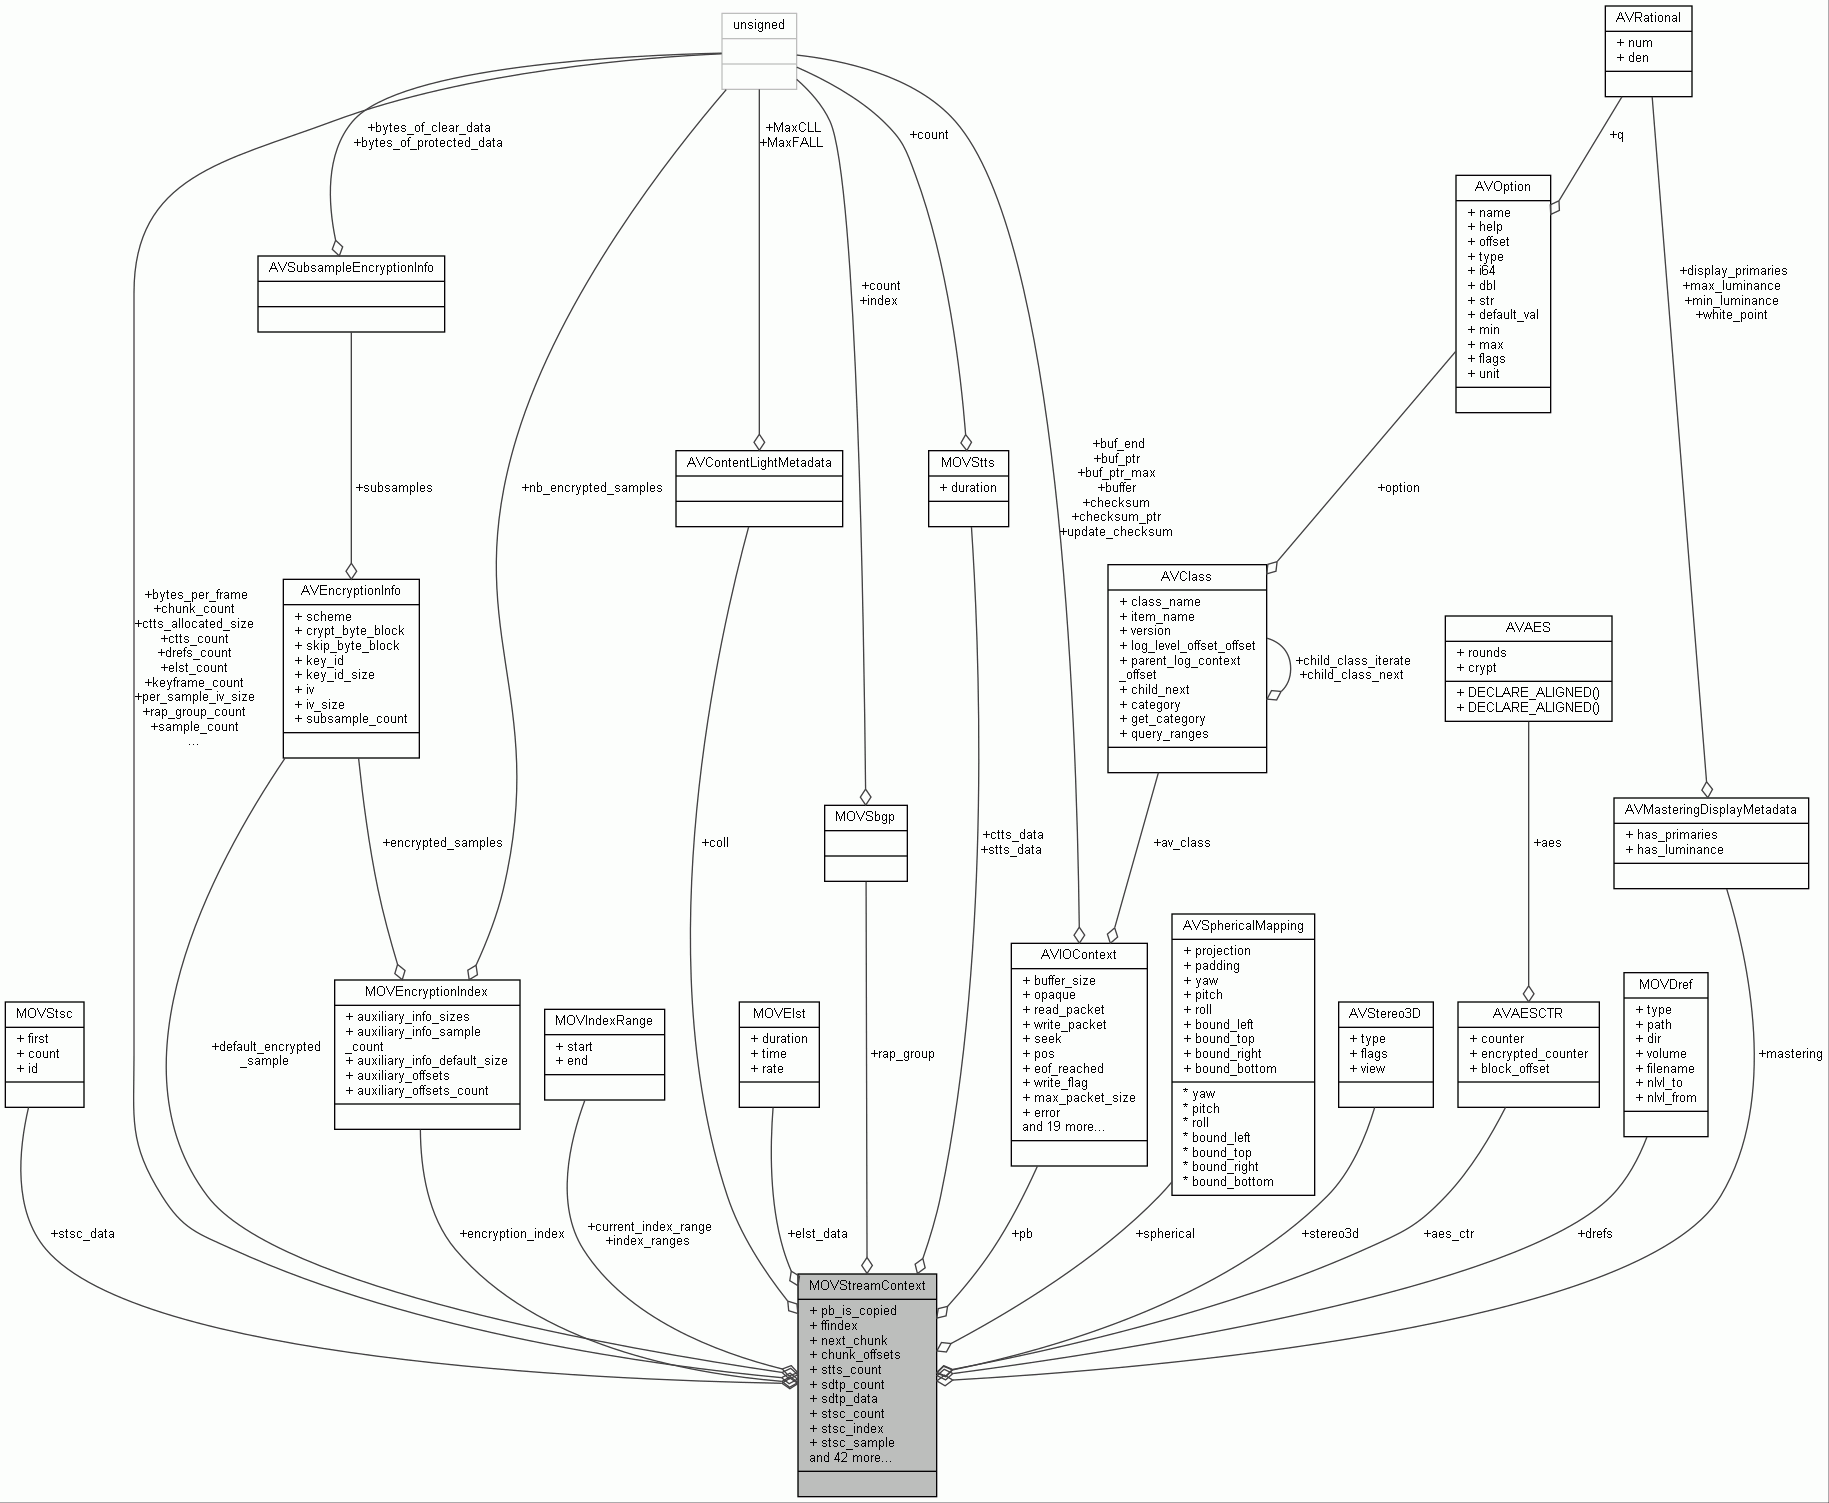 unsigned
AVRational
+ num
+ den
+bytes_of_clear_data
+bytes_of_protected_data
+MaxCLL
+MaxFALL
+count
+q
AVOption
+ name
+ help
+ offset
+ type
+ i64
+ dbl
+ str
+ default_val
+ min
+ max
+ flags
+ unit
AVSubsampleEncryptionInfo
+count
+index
+display_primaries
+max_luminance
+min_luminance
+white_point
+subsamples
+nb_encrypted_samples
AVContentLightMetadata
MOVStts
+ duration
+buf_end
+buf_ptr
+buf_ptr_max
+buffer
+checksum
+checksum_ptr
+update_checksum
+option
+bytes_per_frame
+chunk_count
+ctts_allocated_size
+ctts_count
+drefs_count
+elst_count
+keyframe_count
+per_sample_iv_size
+rap_group_count
+sample_count
...
AVEncryptionInfo
+ scheme
+ crypt_byte_block
+ skip_byte_block
+ key_id
+ key_id_size
+ iv
+ iv_size
+ subsample_count
AVClass
+ class_name
+ item_name
+ version
+ log_level_offset_offset
+ parent_log_context
_offset
+ child_next
+ category
+ get_category
+ query_ranges
+child_class_iterate
+child_class_next
AVAES
+ rounds
+ crypt
+ DECLARE_ALIGNED()
+ DECLARE_ALIGNED()
+encrypted_samples
+coll
MOVSbgp
+ctts_data
+stts_data
+av_class
+aes
AVMasteringDisplayMetadata
+ has_primaries
+ has_luminance
MOVStsc
+ first
+ count
+ id
+default_encrypted
_sample
MOVEncryptionIndex
+ auxiliary_info_sizes
+ auxiliary_info_sample
_count
+ auxiliary_info_default_size
+ auxiliary_offsets
+ auxiliary_offsets_count
MOVIndexRange
+ start
+ end
MOVElst
+ duration
+ time
+ rate
+rap_group
AVIOContext
+ buffer_size
+ opaque
+ read_packet
+ write_packet
+ seek
+ pos
+ eof_reached
+ write_flag
+ max_packet_size
+ error
and 19 more...
AVSphericalMapping
+ projection
+ padding
+ yaw
+ pitch
+ roll
+ bound_left
+ bound_top
+ bound_right
+ bound_bottom
* yaw
* pitch
* roll
* bound_left
* bound_top
* bound_right
* bound_bottom
AVStereo3D
+ type
+ flags
+ view
AVAESCTR
+ counter
+ encrypted_counter
+ block_offset
MOVDref
+ type
+ path
+ dir
+ volume
+ filename
+ nlvl_to
+ nlvl_from
+mastering
+stsc_data
+encryption_index
+current_index_range
+index_ranges
+elst_data
+pb
+spherical
+stereo3d
+aes_ctr
+drefs
MOVStreamContext
+ pb_is_copied
+ ffindex
+ next_chunk
+ chunk_offsets
+ stts_count
+ sdtp_count
+ sdtp_data
+ stsc_count
+ stsc_index
+ stsc_sample
and 42 more...